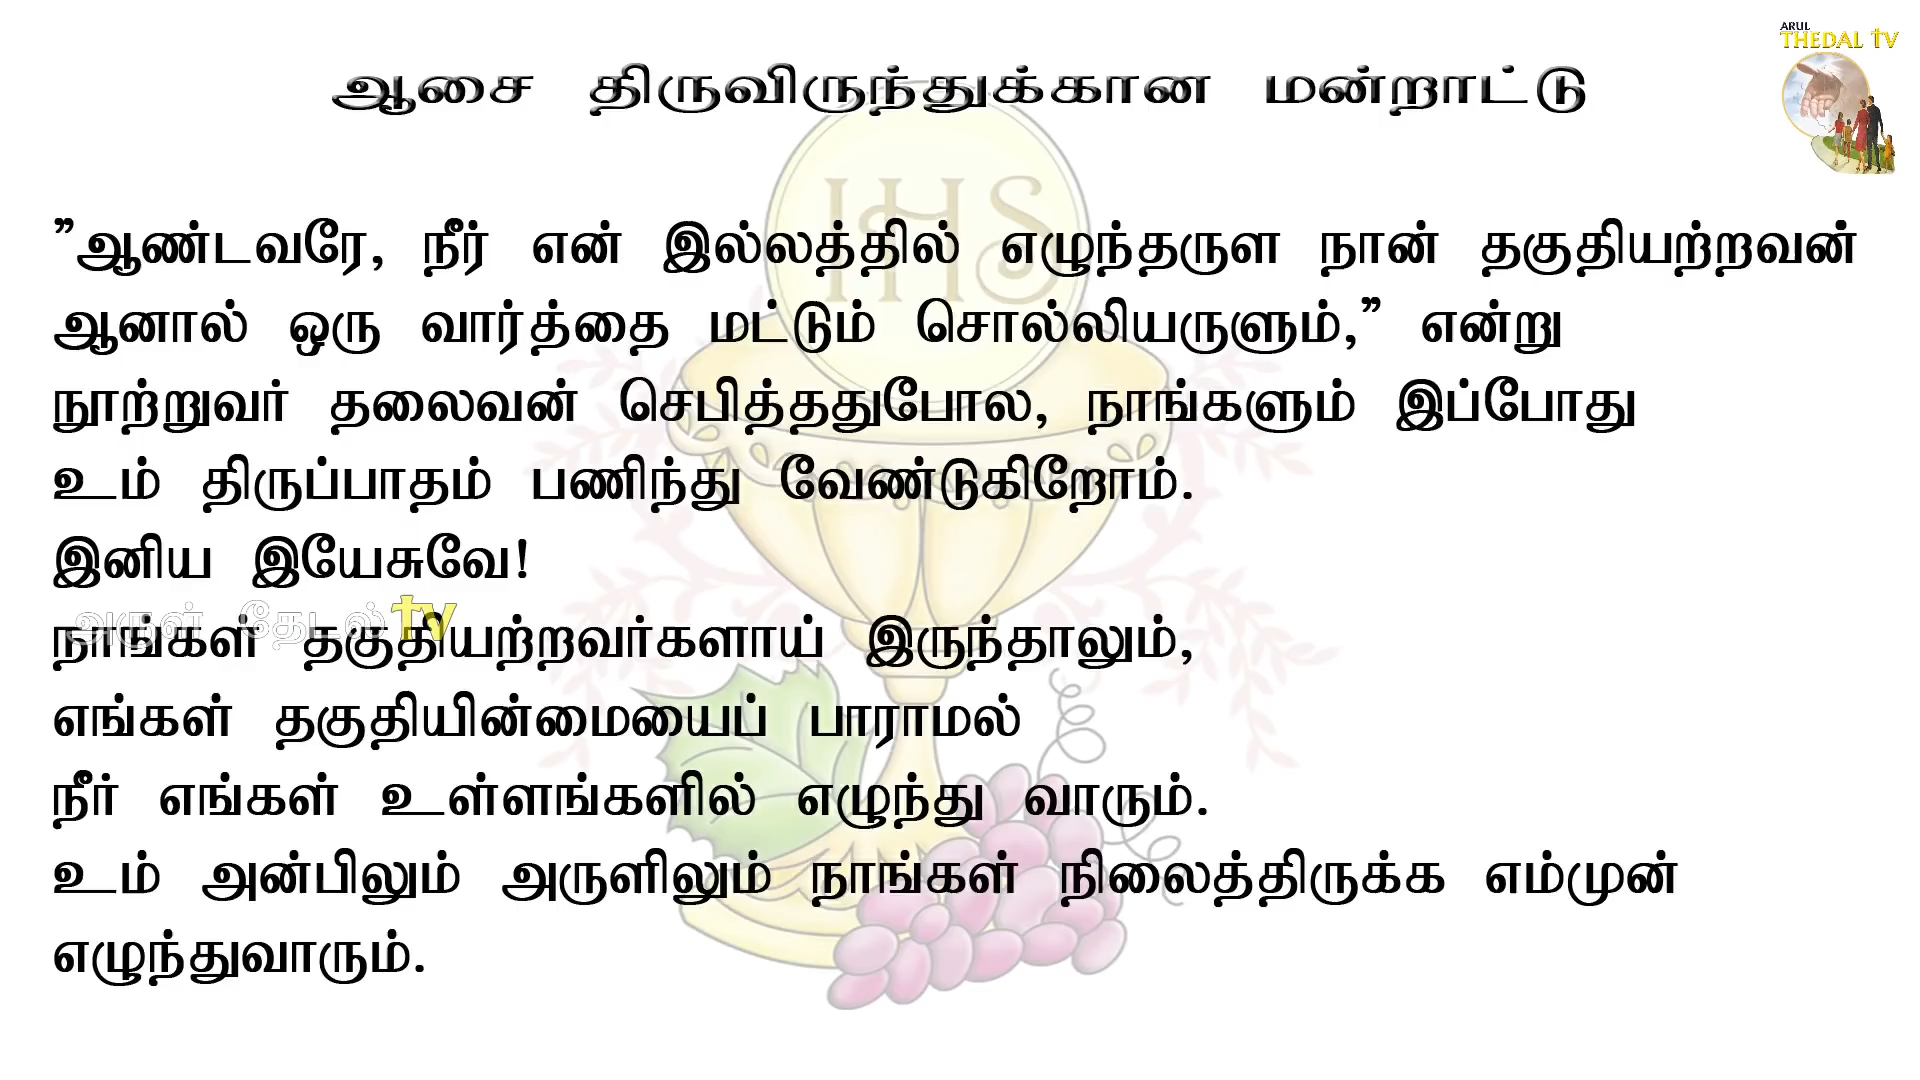 ARUL
THEDAL TV
ஆசை திருவிருந்துக்கான மன்றாட்டு
IHS
”ஆண்டவரே, நீர் என் இல்லத்தில் எழுந்தருள நான் தகுதியற்றவன்
ஆனால் ஒரு வார்த்தை மட்டும் சொல்லியருளும்,” என்று
நூற்றுவர் தலைவன் செபித்ததுபோல, நாங்களும் இப்போது
உம் திருப்பாதம் பணிந்து வேண்டுகிறோம்.
இனிய இயேசுவே!
அருள் தேடல் tv
நாங்கள் தகுதியற்றவர்களாய் இருந்தாலும்,
எங்கள் தகுதியின்மையைப் பாராமல்
நீர் எங்கள் உள்ளங்களில் எழுந்து வாரும்.
உம் அன்பிலும் அருளிலும் நாங்கள் நிலைத்திருக்க எம்முன்
எழுந்துவாரும்.